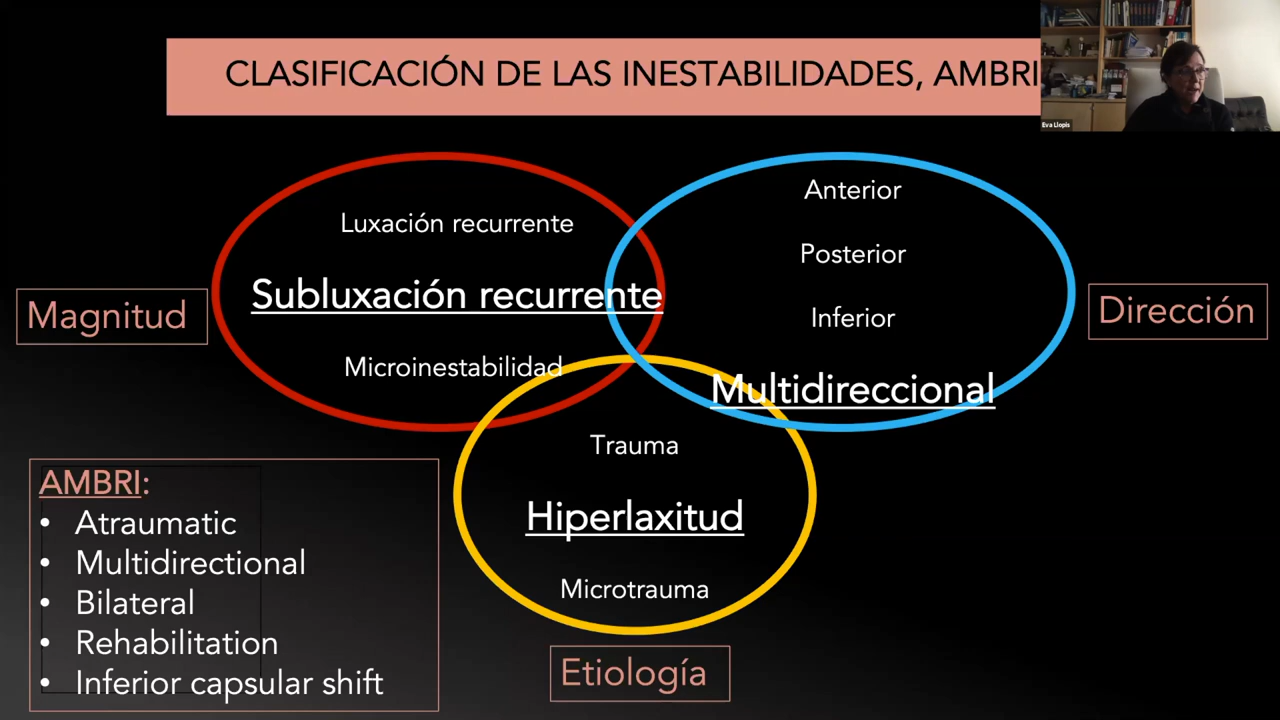 CLASIFICACIÓN DE LAS INESTABILIDADES, AMBRI
Eva Llopis
Luxación recurrente
Subluxación recurrente
Microinestabilidad
Magnitud
Anterior
Posterior
Inferior
Multidireccional
Dirección
Trauma
Hiperlaxitud
Microtrauma
Etiología
AMBRI:
• Atraumatic
• Multidirectional
• Bilateral
• Rehabilitation
• Inferior capsular shift